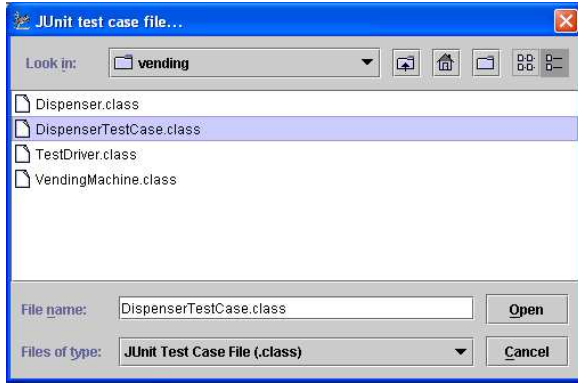 JUnit test case file...
Look in: vending
Dispenser.class
DispenserTestCase.class
TestDriver.class
VendingMachine.class
File name: DispenserTestCase.class Open
Files of type: JUnit Test Case File (.class) Cancel